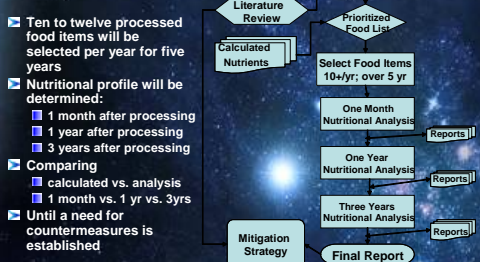 Ten to twelve processed
food items will be
selected per year for five
years
Nutritional profile will be
determined:
1 month after processing
1 year after processing
3 years after processing
Comparing
calculated vs. analysis
1 month vs. 1 yr vs. 3yrs
Until a need for
countermeasures is
established
Literature
Review
Prioritized
Food List
Calculated
Nutrients
Select Food Items
10+/yr; over 5 yr
One Month
Nutritional Analysis
Reports
One Year
Nutritional Analysis
Reports
Three Years
Nutritional Analysis
Reports
Mitigation
Strategy
Final Report